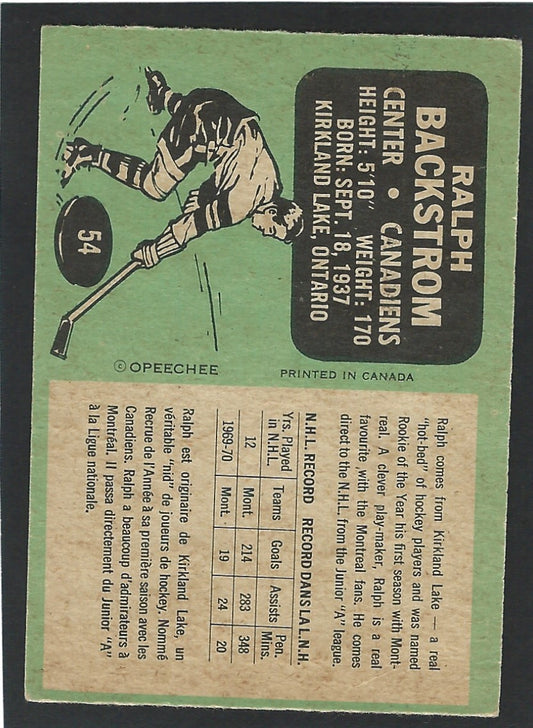 RALPH
BACKSTROM
CENTER • CANADIENS
HEIGHT: 5'10" WEIGHT: 170
BORN: SEPT. 18, 1937
KIRKLAND LAKE, ONTARIO
54
© OPEECHEE
PRINTED IN CANADA
Ralph comes from Kirkland Lake — a real
"hot-bed" of hockey players and was named
Rookie of the Year his first season with Mont-
real. A clever play-maker, Ralph is a real
favourite with the Montreal fans. He comes
direct to the N.H.L. from the Junior "A" league.
N.H.L. RECORD RECORD DANS LA L.N.H.
Yrs. Played in N.H.L. Teams Goals Assists Pen. Mins.
12 Mont. 214 283 348
1969-70 Mont. 19 24 20
Ralph est originaire de Kirkland Lake, un
véritable "nid" de joueurs de hockey. Nommé
Recrue de l'Année à sa première saison avec les
Canadiens. Ralph a beaucoup d'admirateurs à
Montréal. Il passe directement du Junior "A"
à la Ligue nationale.